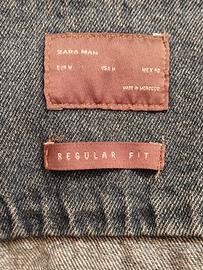 ZARA MAN
EUR M USA M MEX 40
MADE IN MOROCCO
REGULAR FIT